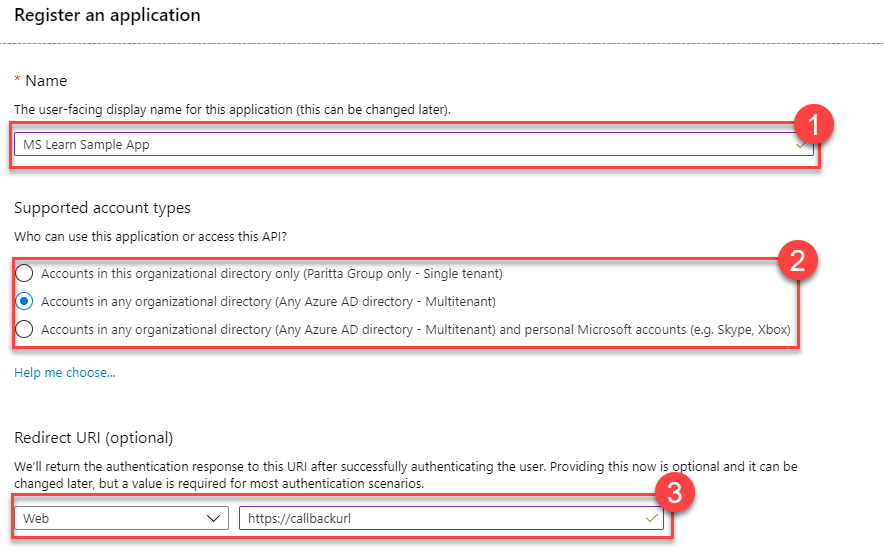 Register an application
* Name
The user-facing display name for this application (this can be changed later).
1
MS Learn Sample App
Supported account types
Who can use this application or access this API?
2
Accounts in this organizational directory only (Paritta Group only - Single tenant)
Accounts in any organizational directory (Any Azure AD directory - Multitenant)
Accounts in any organizational directory (Any Azure AD directory - Multitenant) and personal Microsoft accounts (e.g. Skype, Xbox)
Help me choose...
Redirect URI (optional)
We'll return the authentication response to this URI after successfully authenticating the user. Providing this now is optional and it can be
changed later, but a value is required for most authentication scenarios.
3
Web https://callbackurl